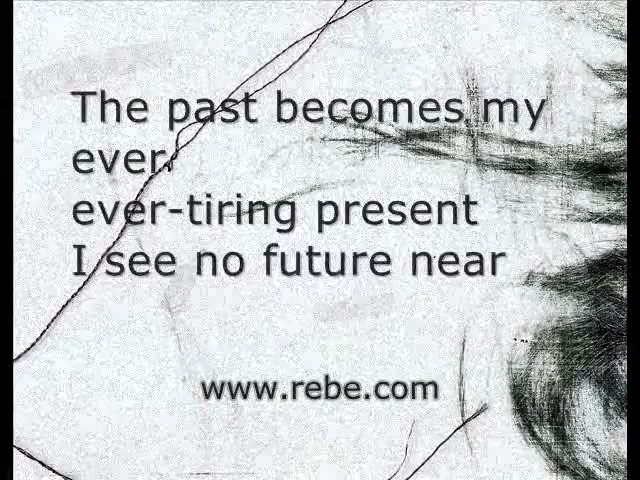 The past becomes my
ever,
ever-tiring present
I see no future near
www.rebe.com